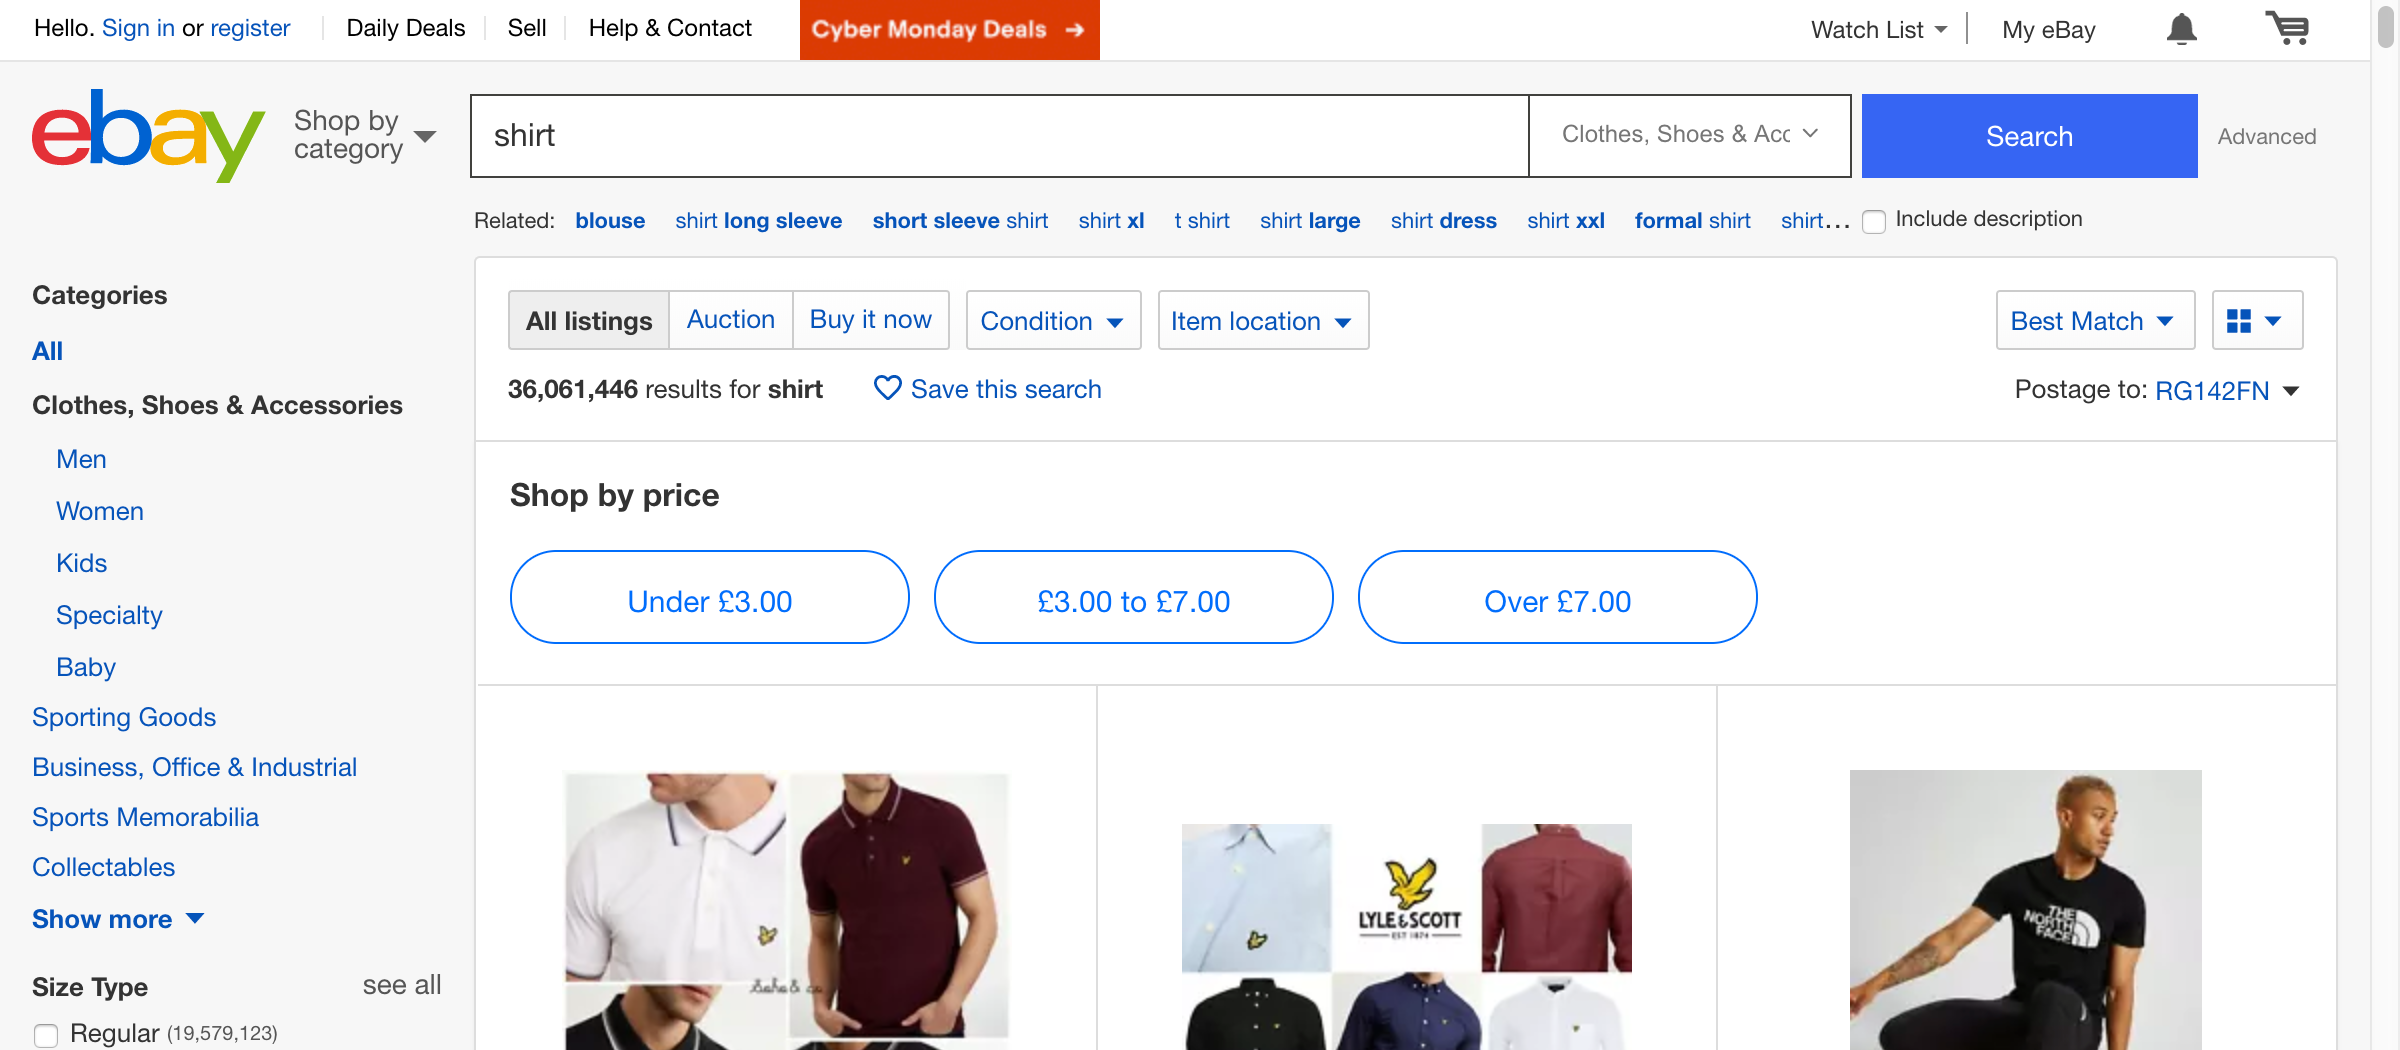 Hello. Sign in or register
Daily Deals
Sell
Help & Contact
Cyber Monday Deals
Watch List
My eBay
ebay
Shop by
category
shirt
Clothes, Shoes & Acc
Search
Advanced
Related: blouse shirt long sleeve short sleeve shirt shirt xl t shirt shirt large shirt dress shirt xxl formal shirt shirt...
Include description
Categories
All
Clothes, Shoes & Accessories
Men
Women
Kids
Specialty
Baby
Sporting Goods
Business, Office & Industrial
Sports Memorabilia
Collectables
Show more
Size Type
see all
Regular (19,579,123)
All listings
Auction
Buy it now
Condition
Item location
Best Match
36,061,446 results for shirt
Save this search
Postage to: RG142FN
Shop by price
Under £3.00
£3.00 to £7.00
Over £7.00
LYLE & SCOTT
EST 1874
THE
NORTH
FACE